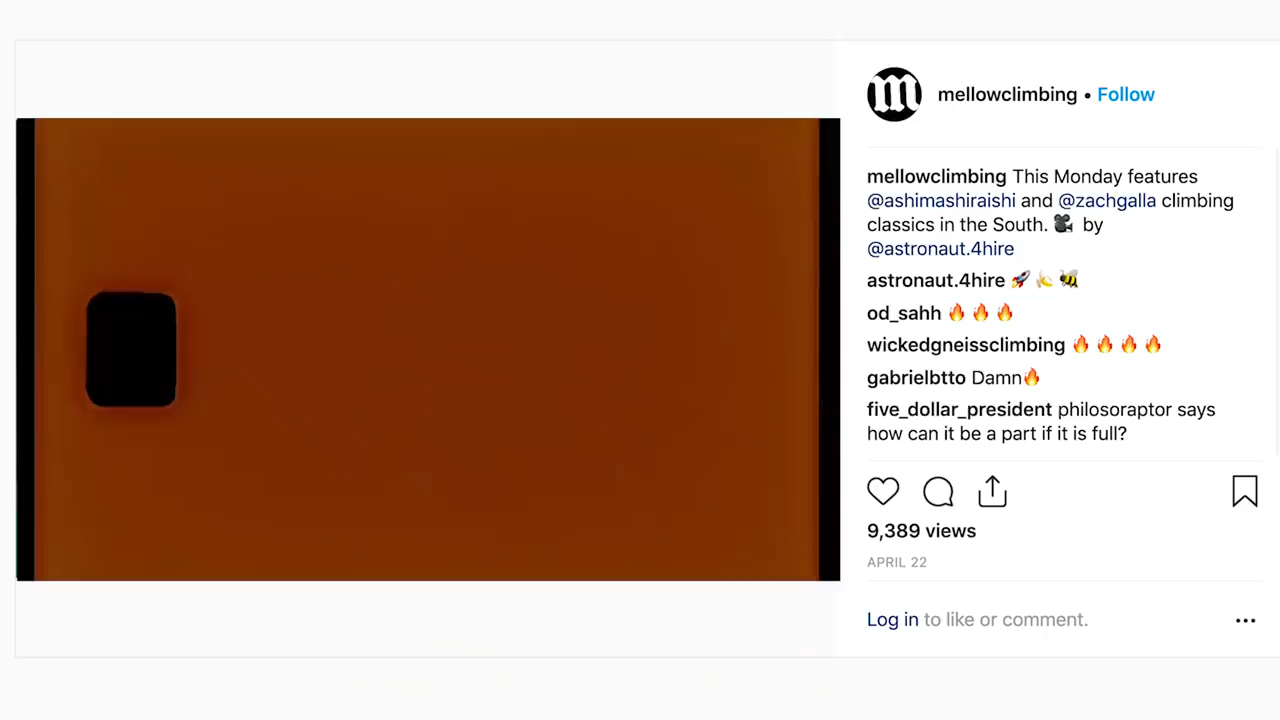 mellowclimbing • Follow
mellowclimbing This Monday features
@ashimashiraishi and @zachgalla climbing
classics in the South. 🎥 by
@astronaut.4hire
astronaut.4hire 🚀🍌🐝
od_sahh 🔥🔥🔥
wickedgneissclimbing 🔥🔥🔥🔥
gabrielbtto Damn🔥
five_dollar_president philosoraptor says
how can it be a part if it is full?
9,389 views
APRIL 22
Log in to like or comment.